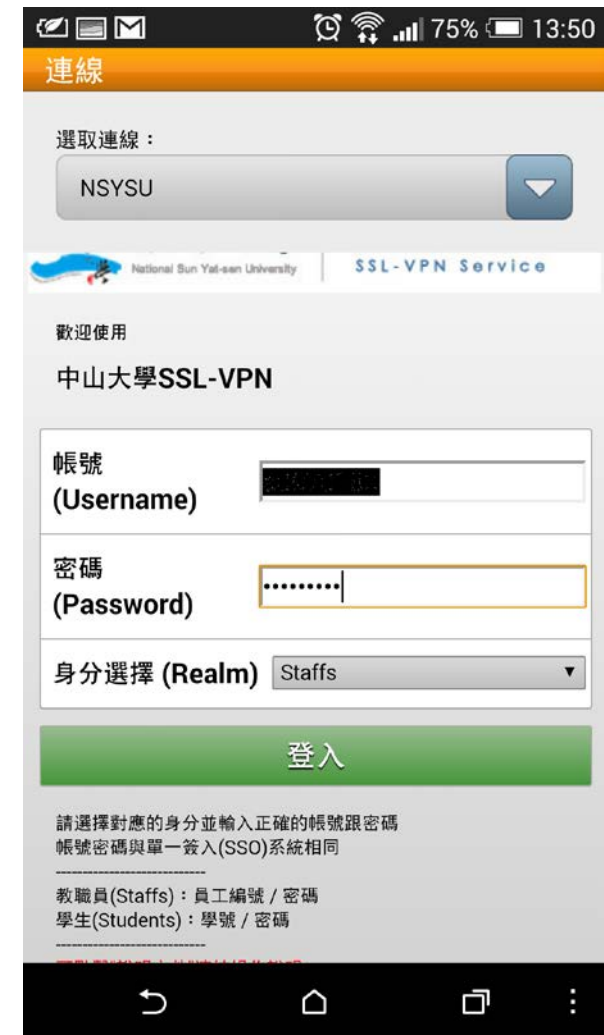 75% 13:50
連線
選取連線：
NSYSU
National Sun Yat-sen University SSL-VPN Service
歡迎使用
中山大學SSL-VPN
帳號
(Username)
密碼
(Password)
身分選擇 (Realm) Staffs
登入
請選擇對應的身分並輸入正確的帳號跟密碼
帳號密碼與單一簽入(SSO)系統相同
----------------------------
教職員(Staffs)：員工編號 / 密碼
學生(Students)：學號 / 密碼
----------------------------